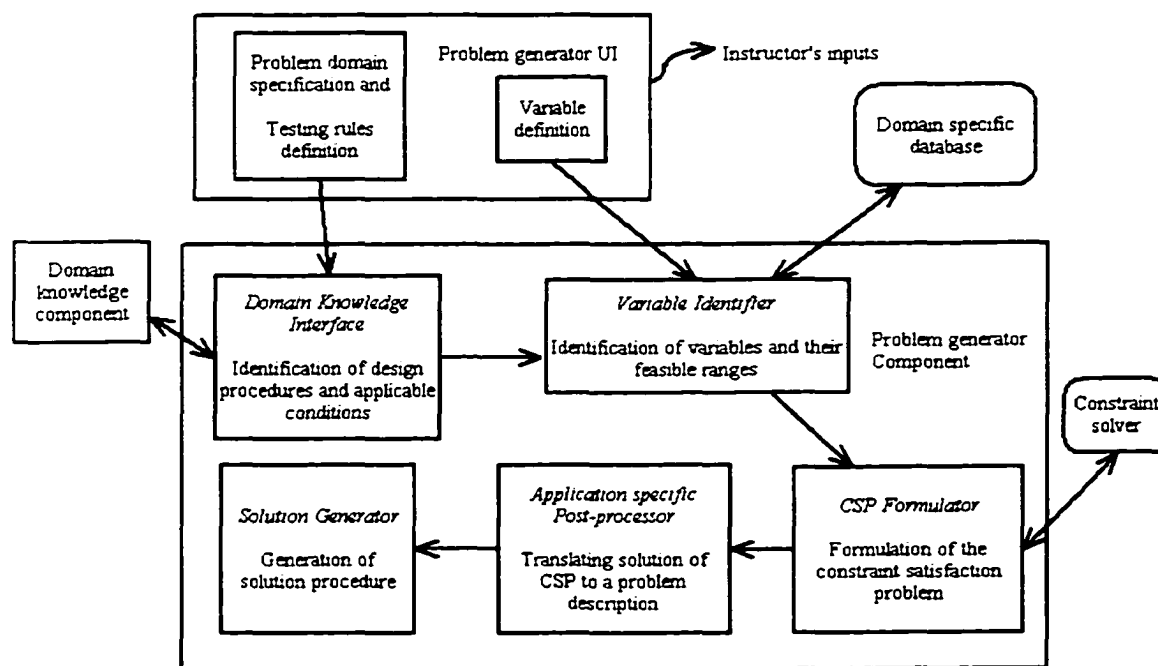 Problem domain
specification and
Testing rules
definition
Problem generator UI
Variable
definition
Instructor's inputs
Domain specific
database
Domain
knowledge
component
Domain Knowledge
Interface
Identification of design
procedures and applicable
conditions
Variable Identifier
Identification of variables and their
feasible ranges
Problem generator
Component
Constraint
solver
Solution Generator
Generation of
solution procedure
Application specific
Post-processor
Translating solution of
CSP to a problem
description
CSP Formulator
Formulation of the
constraint satisfaction
problem